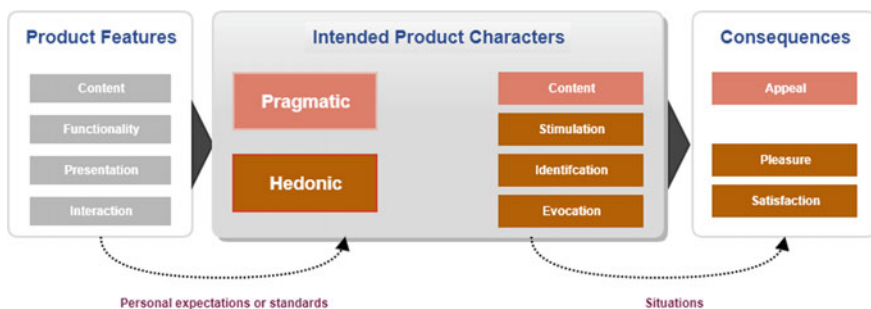 Product Features
Content
Functionality
Presentation
Interaction
Intended Product Characters
Pragmatic
Hedonic
Content
Stimulation
Identifcation
Evocation
Consequences
Appeal
Pleasure
Satisfaction
Personal expectations or standards
Situations